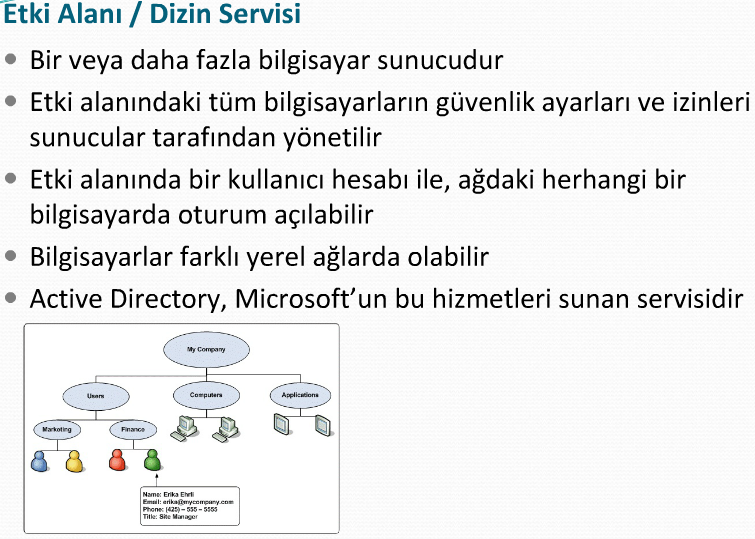 Etki Alanı / Dizin Servisi
• Bir veya daha fazla bilgisayar sunucudur
• Etki alanındaki tüm bilgisayarların güvenlik ayarları ve izinleri
sunucular tarafından yönetilir
• Etki alanında bir kullanıcı hesabı ile, ağdaki herhangi bir
bilgisayarda oturum açılabilir
• Bilgisayarlar farklı yerel ağlarda olabilir
• Active Directory, Microsoft’un bu hizmetleri sunan servisidir
My Company
Users
Computers
Applications
Marketing
Finance
Name: Erika Ehrli
Email: erika@mycompany.com
Phone: (425) – 555 – 5555
Title: Site Manager